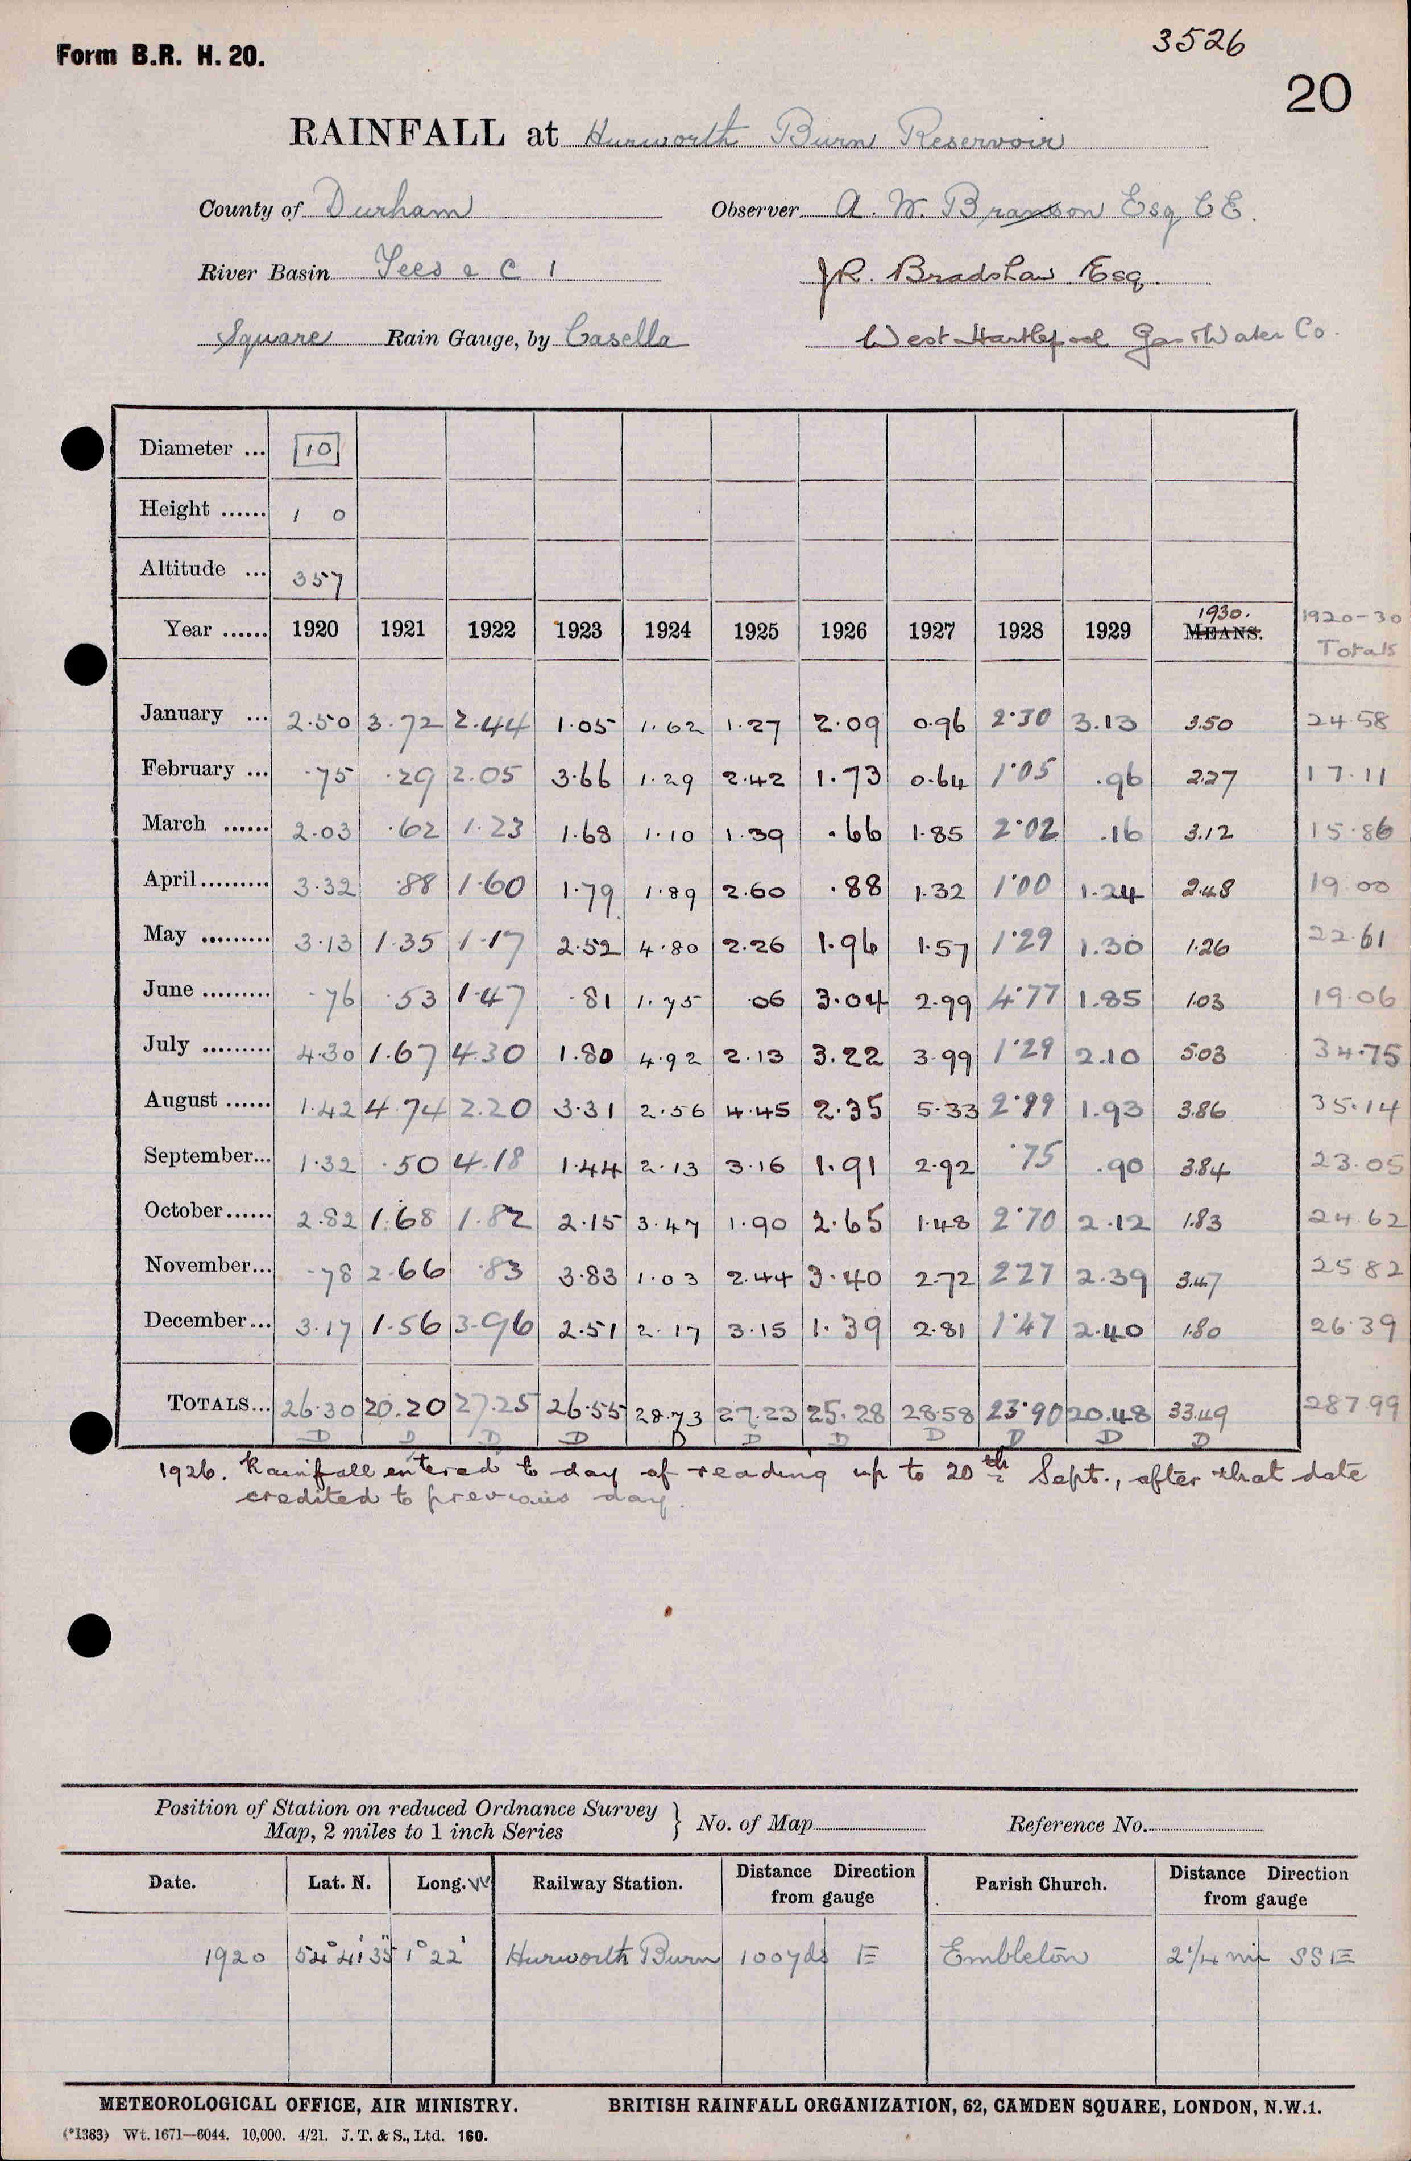 Form B.R. H. 20.
3526
20
RAINFALL at Hurworth Burn Reservoir
County of Durham Observer A. W. Branson Esq C E.
River Basin Tees & C 1 J R. Bradshaw Esq.
Square Rain Gauge, by Casella West Hartlepool Gas & Water Co.
Diameter ... 10
Height ...... 1 0
Altitude ... 357
Year ...... 1920 1921 1922 1923 1924 1925 1926 1927 1928 1929 1930. MEANS. 1920-30 Totals
January ... 2.50 3.72 2.44 1.05 1.62 1.27 2.09 0.96 2.30 3.13 3.50 24.58
February ... .75 .29 2.05 3.66 1.29 2.42 1.73 0.64 1.05 .96 2.27 17.11
March ...... 2.03 .62 1.23 1.68 1.10 1.39 .66 1.85 2.02 .16 3.12 15.86
April......... 3.32 .88 1.60 1.79 1.89 2.60 .88 1.32 1.00 1.24 2.48 19.00
May ......... 3.13 1.35 1.17 2.52 4.80 2.26 1.96 1.57 1.29 1.30 1.26 22.61
June ......... .76 .53 1.47 .81 1.75 .06 3.04 2.99 4.77 1.85 1.03 19.06
July ......... 4.30 1.67 4.30 1.80 4.92 2.13 3.22 3.99 1.29 2.10 5.03 34.75
August ...... 1.42 4.74 2.20 3.31 2.56 4.45 2.35 5.33 2.99 1.93 3.86 35.14
September... 1.32 .50 4.18 1.44 2.13 3.16 1.91 2.92 .75 .90 3.84 23.05
October...... 2.82 1.68 1.82 2.15 3.47 1.90 2.65 1.48 2.70 2.12 1.83 24.62
November... .78 2.66 .83 3.83 1.03 2.44 3.40 2.72 2.27 2.39 3.47 25.82
December... 3.17 1.56 3.96 2.51 2.17 3.15 1.39 2.81 1.47 2.40 1.80 26.39
TOTALS... 26.30 20.20 27.25 26.55 28.73 27.23 25.28 28.58 23.90 20.48 33.49 287.99
D D D D D D D D D D D
1926. Rainfall entered to day of reading up to 20th Sept., after that date
credited to previous day.
Position of Station on reduced Ordnance Survey
Map, 2 miles to 1 inch Series } No. of Map Reference No.
Date. Lat. N. Long. W Railway Station. Distance Direction from gauge Parish Church. Distance Direction from gauge
1920 54° 41' 35" 1° 22' Hurworth Burn 100 yds E Embleton 2 1/4 mi SSE
METEOROLOGICAL OFFICE, AIR MINISTRY. BRITISH RAINFALL ORGANIZATION, 62, CAMDEN SQUARE, LONDON, N.W.1.
(*1383) Wt. 1671—6044. 10,000. 4/21. J. T. & S., Ltd. 160.